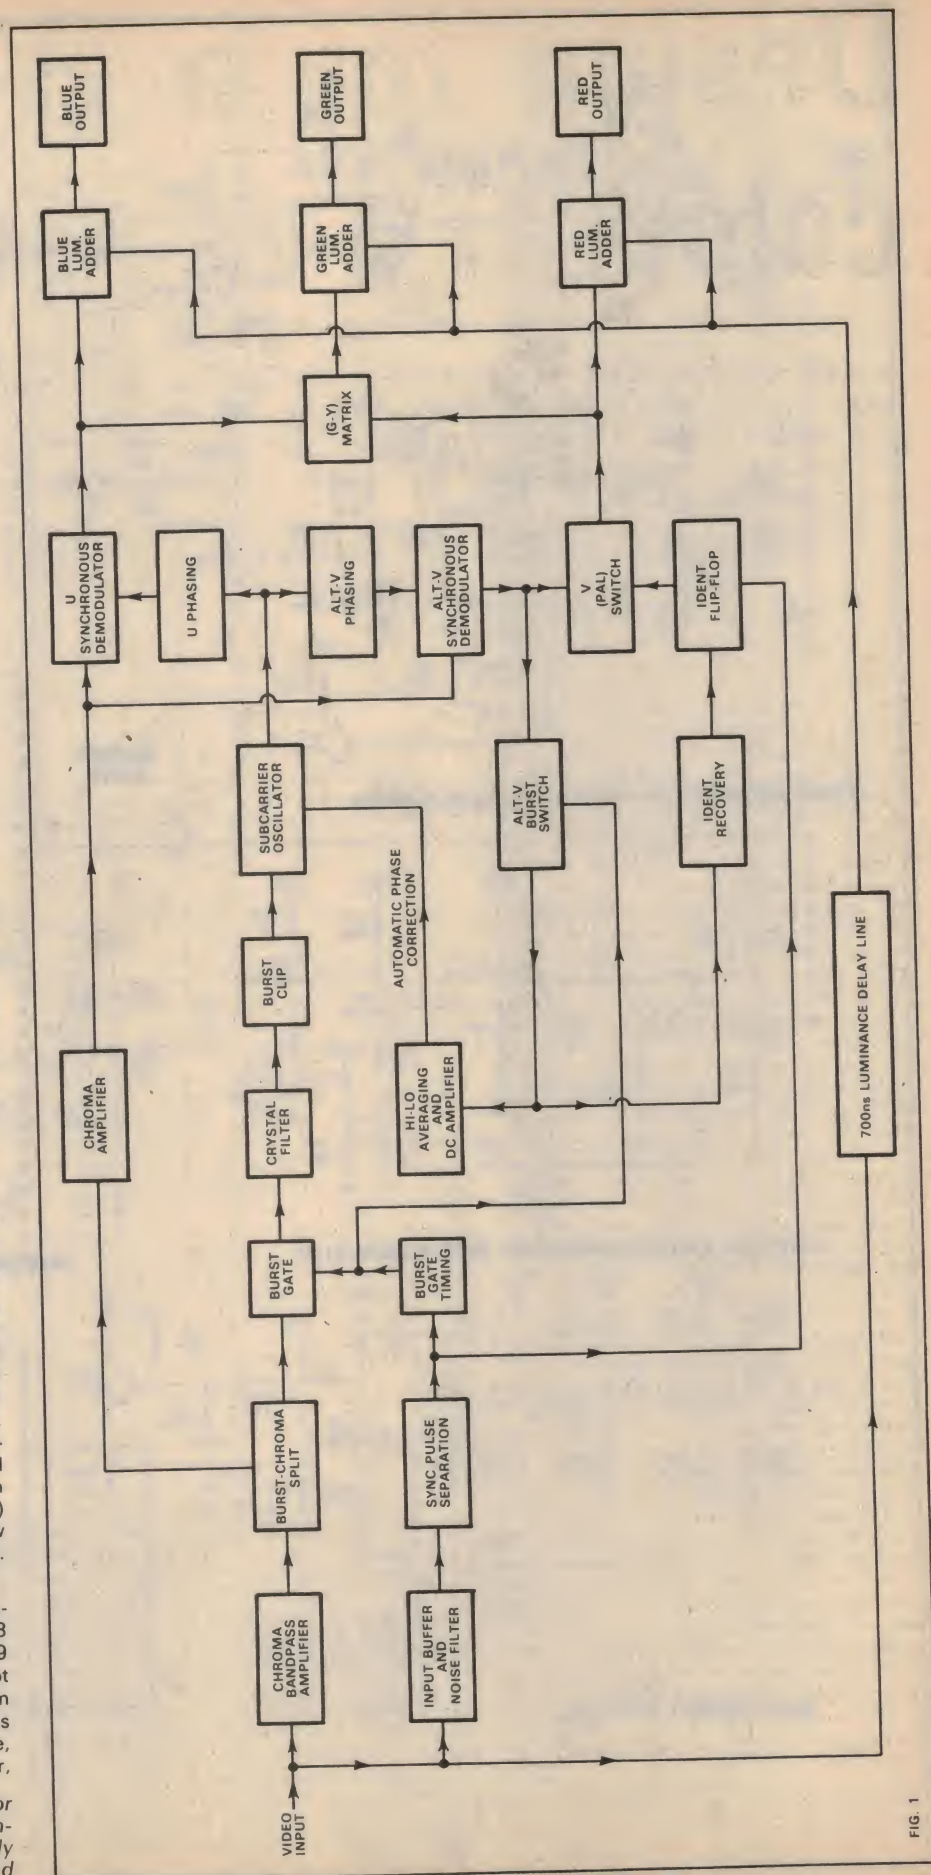 BLUE
OUTPUT
GREEN
OUTPUT
RED
OUTPUT
BLUE
LUM.
ADDER
GREEN
LUM.
ADDER
RED
LUM.
ADDER
(G-Y)
MATRIX
U
SYNCHRONOUS
DEMODULATOR
U PHASING
ALT-V
PHASING
ALT-V
SYNCHRONOUS
DEMODULATOR
V
(PAL)
SWITCH
IDENT
FLIP-FLOP
SUBCARRIER
OSCILLATOR
ALT-V
BURST
SWITCH
IDENT
RECOVERY
AUTOMATIC PHASE
CORRECTION
BURST
CLIP
700ns LUMINANCE DELAY LINE
CHROMA
AMPLIFIER
CRYSTAL
FILTER
HI-LO
AVERAGING
AND
DC AMPLIFIER
BURST
GATE
BURST
GATE
TIMING
BURST-CHROMA
SPLIT
SYNC PULSE
SEPARATION
CHROMA
BANDPASS
AMPLIFIER
INPUT BUFFER
AND
NOISE FILTER
VIDEO
INPUT
FIG. 1